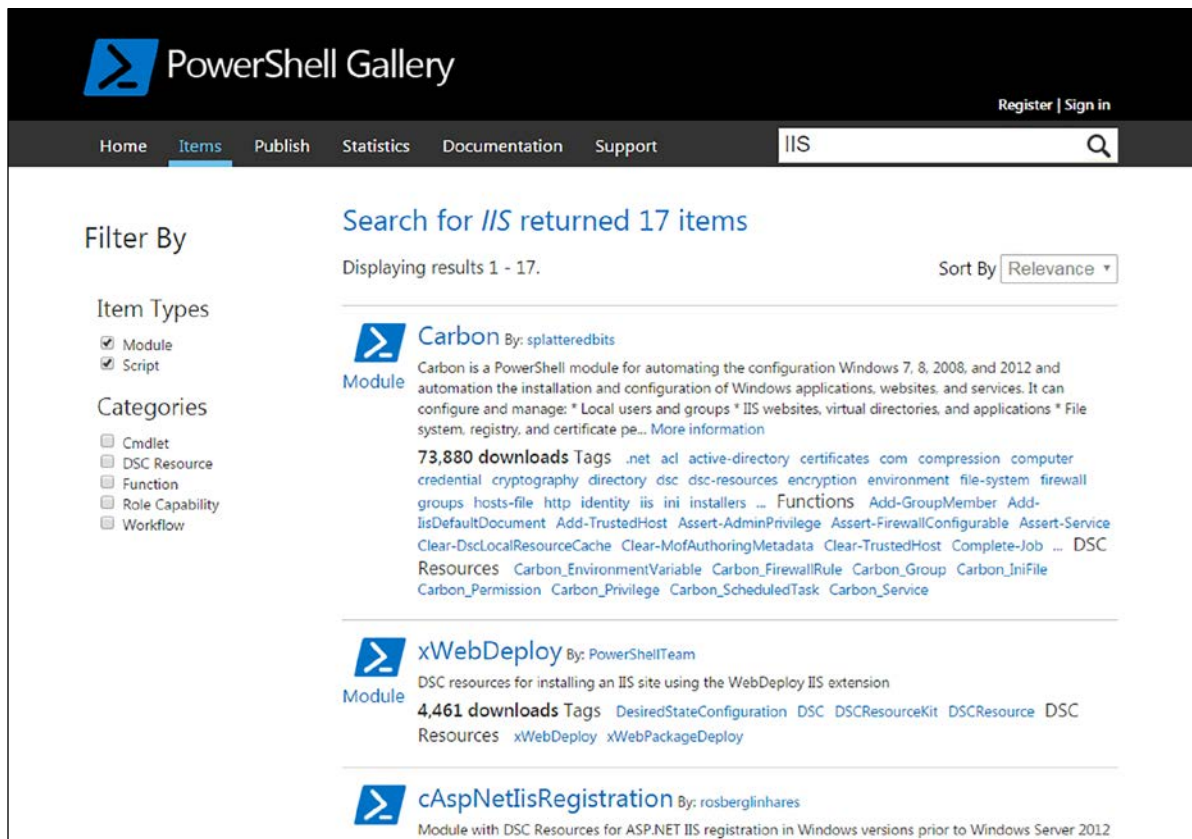 PowerShell Gallery
Register | Sign in
Home Items Publish Statistics Documentation Support IIS
Filter By
Item Types
Module
Script
Categories
Cmdlet
DSC Resource
Function
Role Capability
Workflow
Search for IIS returned 17 items
Displaying results 1 - 17.
Sort By Relevance
Carbon By: splatteredbits
Module
Carbon is a PowerShell module for automating the configuration Windows 7, 8, 2008, and 2012 and
automation the installation and configuration of Windows applications, websites, and services. It can
configure and manage: * Local users and groups * IIS websites, virtual directories, and applications * File
system, registry, and certificate pe... More information
73,880 downloads Tags .net acl active-directory certificates com compression computer
credential cryptography directory dsc dsc-resources encryption environment file-system firewall
groups hosts-file http identity iis ini installers ... Functions Add-GroupMember Add-
IisDefaultDocument Add-TrustedHost Assert-AdminPrivilege Assert-FirewallConfigurable Assert-Service
Clear-DscLocalResourceCache Clear-MofAuthoringMetadata Clear-TrustedHost Complete-Job ... DSC
Resources Carbon_EnvironmentVariable Carbon_FirewallRule Carbon_Group Carbon_IniFile
Carbon_Permission Carbon_Privilege Carbon_ScheduledTask Carbon_Service
xWebDeploy By: PowerShellTeam
Module
DSC resources for installing an IIS site using the WebDeploy IIS extension
4,461 downloads Tags DesiredStateConfiguration DSC DSCResourceKit DSCResource DSC
Resources xWebDeploy xWebPackageDeploy
cAspNetIisRegistration By: rosberglinhares
Module with DSC Resources for ASP.NET IIS registration in Windows versions prior to Windows Server 2012